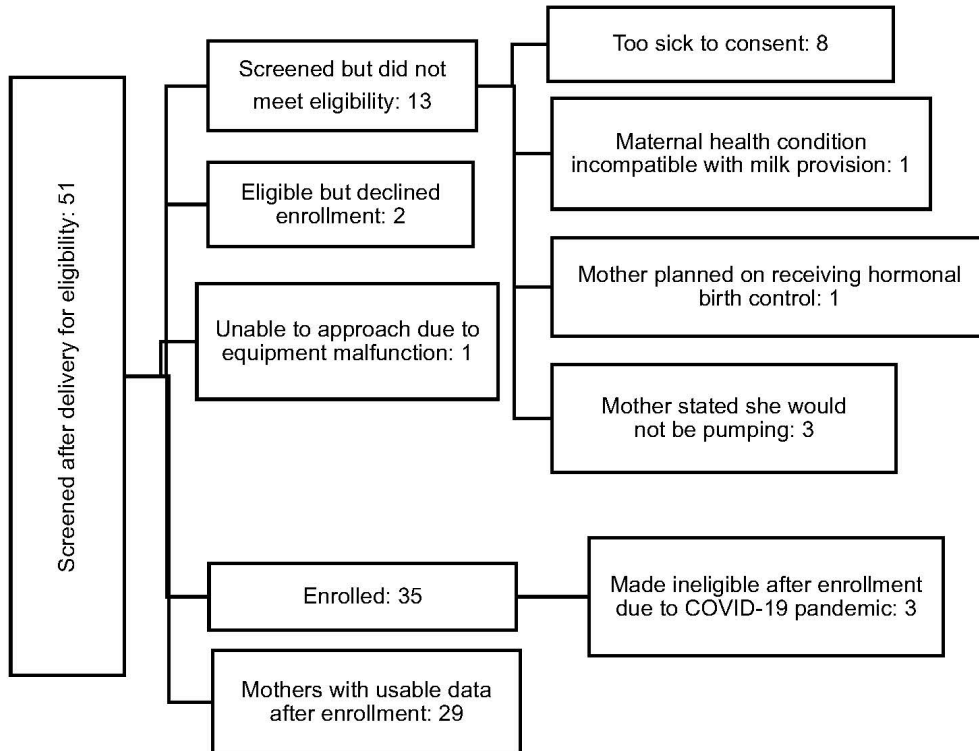 Screened after delivery for eligibility: 51
Screened but did not
meet eligibility: 13
Too sick to consent: 8
Maternal health condition
incompatible with milk provision: 1
Mother planned on receiving hormonal
birth control: 1
Mother stated she would
not be pumping: 3
Eligible but declined
enrollment: 2
Unable to approach due to
equipment malfunction: 1
Enrolled: 35
Made ineligible after enrollment
due to COVID-19 pandemic: 3
Mothers with usable data
after enrollment: 29